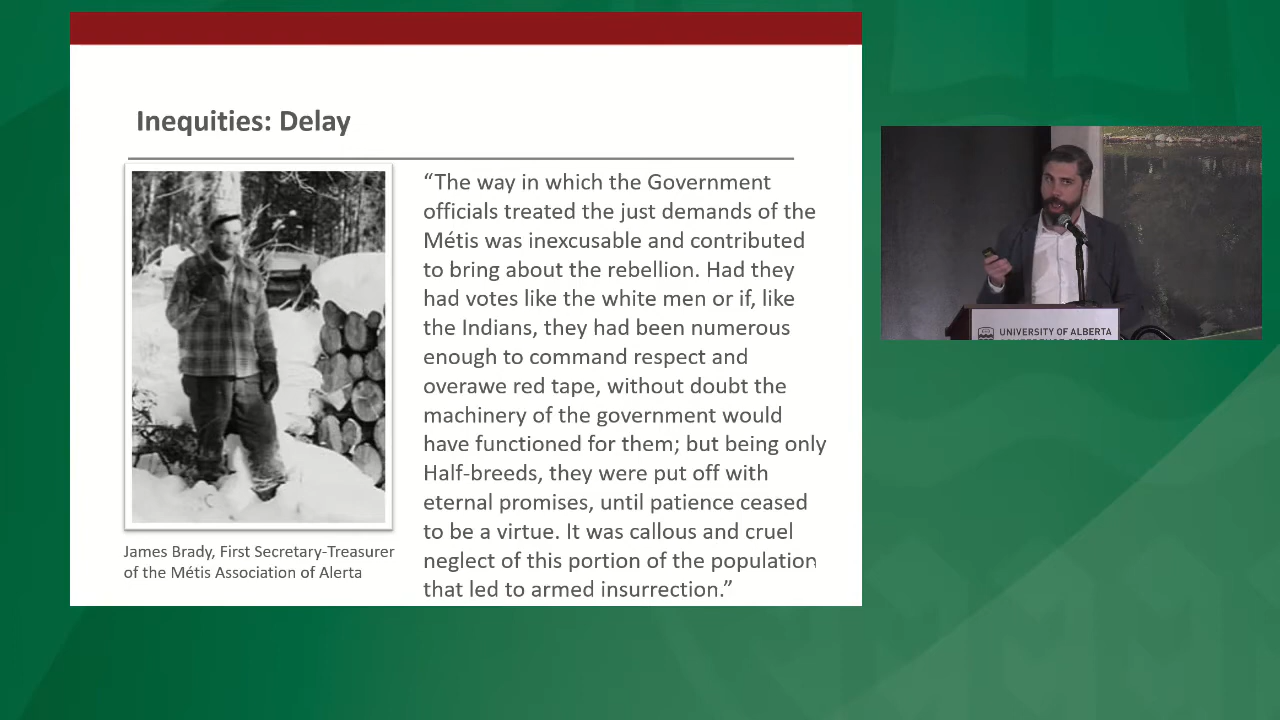 Inequities: Delay
“The way in which the Government
officials treated the just demands of the
Métis was inexcusable and contributed
to bring about the rebellion. Had they
had votes like the white men or if, like
the Indians, they had been numerous
enough to command respect and
overawe red tape, without doubt the
machinery of the government would
have functioned for them; but being only
Half-breeds, they were put off with
eternal promises, until patience ceased
to be a virtue. It was callous and cruel
neglect of this portion of the population
that led to armed insurrection.”
James Brady, First Secretary-Treasurer
of the Métis Association of Alerta
UNIVERSITY OF ALBERTA